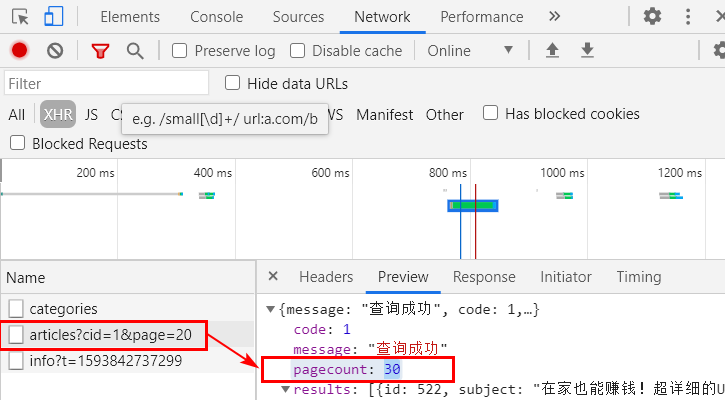 Elements Console Sources Network Performance »
Preserve log Disable cache Online
Filter Hide data URLs
All XHR JS CS WS Manifest Other Has blocked cookies
e.g. /small[\d]+/ url:a.com/b
Blocked Requests
200 ms 400 ms 600 ms 800 ms 1000 ms 1200 ms
Name × Headers Preview Response Initiator Timing
categories
articles?cid=1&page=20
info?t=1593842737299
▼{message: "查询成功", code: 1,…}
code: 1
message: "查询成功"
pagecount: 30
▼results: [{id: 522, subject: "在家也能赚钱！超详细的U